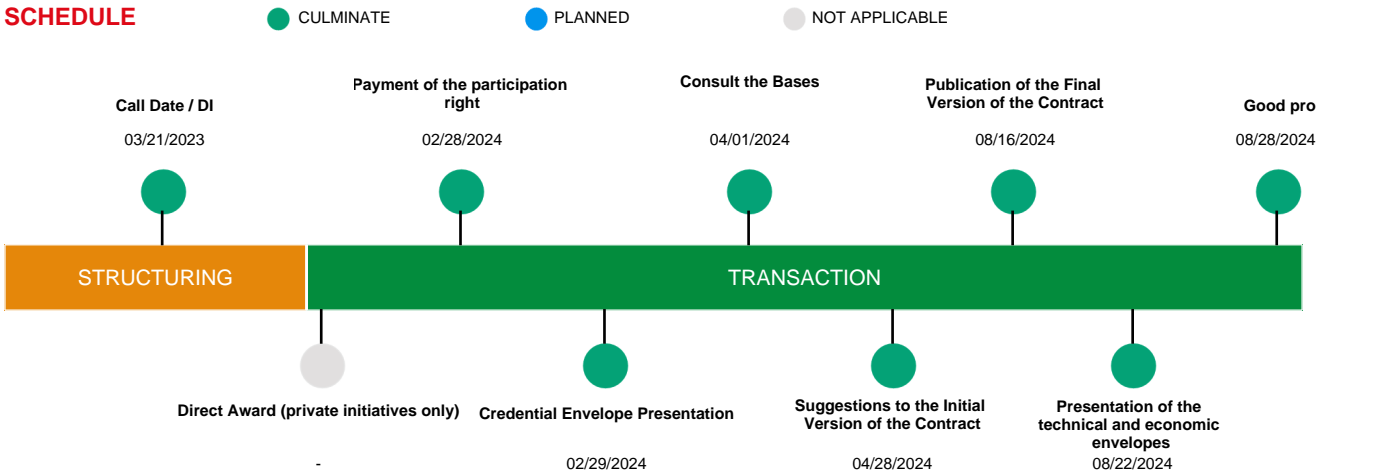 SCHEDULE
CULMINATE
PLANNED
NOT APPLICABLE
Call Date / DI
03/21/2023
Payment of the participation
right
02/28/2024
Consult the Bases
04/01/2024
Publication of the Final
Version of the Contract
08/16/2024
Good pro
08/28/2024
STRUCTURING
TRANSACTION
Direct Award (private initiatives only)
-
Credential Envelope Presentation
02/29/2024
Suggestions to the Initial
Version of the Contract
04/28/2024
Presentation of the
technical and economic
envelopes
08/22/2024